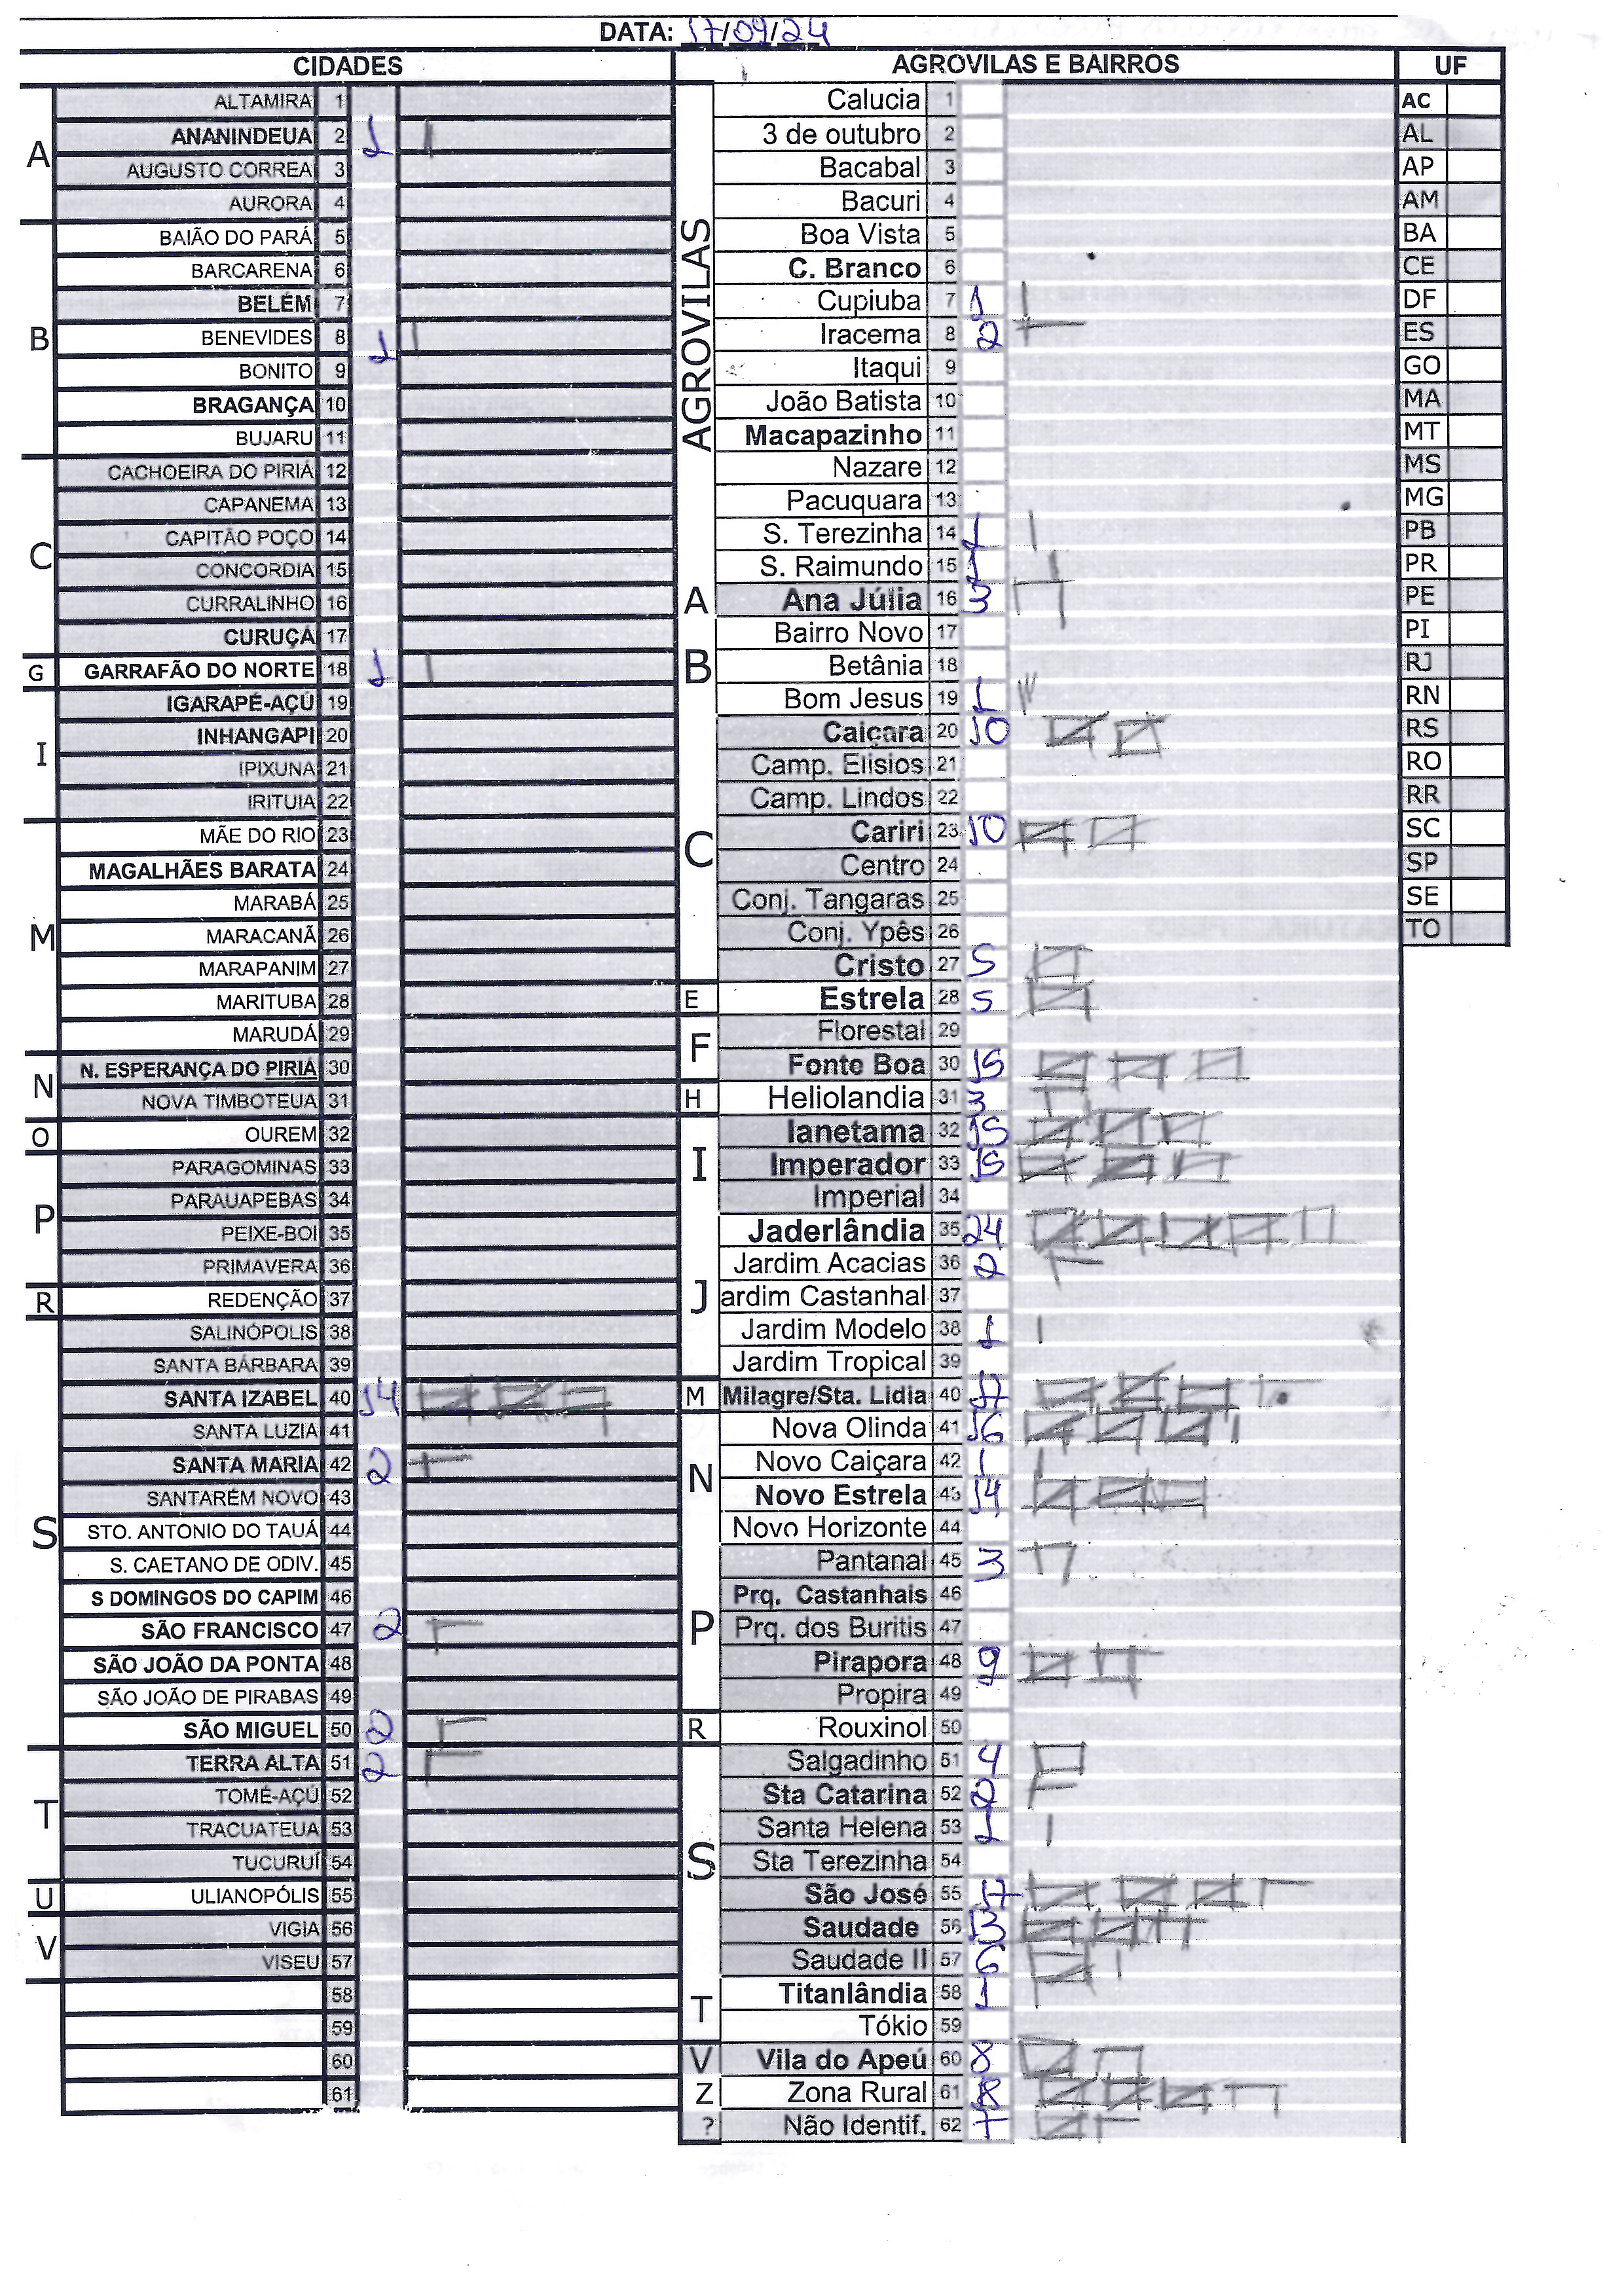 DATA: 17/09/24
CIDADES AGROVILAS E BAIRROS UF
A
ALTAMIRA 1
ANANINDEUA 2 1
AUGUSTO CORREA 3
AURORA 4
B
BAIÃO DO PARÁ 5
BARCARENA 6
BELÉM 7
BENEVIDES 8 1
BONITO 9
BRAGANÇA 10
BUJARU 11
C
CACHOEIRA DO PIRIÁ 12
CAPANEMA 13
CAPITÃO POÇO 14
CONCORDIA 15
CURRALINHO 16
CURUÇÁ 17
G
GARRAFÃO DO NORTE 18 1
I
IGARAPÉ-AÇÚ 19
INHANGAPI 20
IPIXUNA 21
IRITUIA 22
M
MÃE DO RIO 23
MAGALHÃES BARATA 24
MARABÁ 25
MARACANÃ 26
MARAPANIM 27
MARITUBA 28
MARUDÁ 29
N
N. ESPERANÇA DO PIRIÁ 30
NOVA TIMBOTEUA 31
O
OUREM 32
P
PARAGOMINAS 33
PARAUAPEBAS 34
PEIXE-BOI 35
PRIMAVERA 36
R
REDENÇÃO 37
S
SALINÓPOLIS 38
SANTA BÁRBARA 39
SANTA IZABEL 40 14
SANTA LUZIA 41
SANTA MARIA 42 2
SANTARÉM NOVO 43
STO. ANTONIO DO TAUÁ 44
S. CAETANO DE ODIV. 45
S DOMINGOS DO CAPIM 46
SÃO FRANCISCO 47 2
SÃO JOÃO DA PONTA 48
SÃO JOÃO DE PIRABAS 49
SÃO MIGUEL 50 2
T
TERRA ALTA 51 2
TOMÉ-AÇÚ 52
TRACUATEUA 53
TUCURUÍ 54
U
ULIANOPÓLIS 55
V
VIGIA 56
VISEU 57
58
59
60
61
AGROVILAS
Calucia 1
3 de outubro 2
Bacabal 3
Bacuri 4
Boa Vista 5
C. Branco 6
Cupiuba 7 1
Iracema 8 2
Itaqui 9
João Batista 10
Macapazinho 11
Nazare 12
Pacuquara 13
S. Terezinha 14 1
S. Raimundo 15 1
A
Ana Júlia 16 3
B
Bairro Novo 17
Betânia 18
Bom Jesus 19 1
C
Caiçara 20 10
Camp. Elísios 21
Camp. Lindos 22
Cariri 23 10
Centro 24
Conj. Tangaras 25
Conj. Ypês 26
Cristo 27 5
E
Estrela 28 5
F
Florestal 29
Fonte Boa 30 15
H
Heliolandia 31 3
I
Ianetama 32 15
Imperador 33 15
Imperial 34
J
Jaderlândia 35 24
Jardim Acacias 36 2
ardim Castanhal 37
Jardim Modelo 38 1
Jardim Tropical 39
M
Milagre/Sta. Lidia 40 17
N
Nova Olinda 41 16
Novo Caiçara 42 1
Novo Estrela 43 14
Novo Horizonte 44
P
Pantanal 45 3
Prq. Castanhais 46
Prq. dos Buritis 47
Pirapora 48 9
Propira 49
R
Rouxinol 50
S
Salgadinho 51 4
Sta Catarina 52 2
Santa Helena 53 1
Sta Terezinha 54
São José 55 17
Saudade 56 13
Saudade II 57 6
T
Titanlândia 58 1
Tókio 59
V
Vila do Apeú 60 8
Z
Zona Rural 61 18
?
Não Identif. 62 7
AC
AL
AP
AM
BA
CE
DF
ES
GO
MA
MT
MS
MG
PB
PR
PE
PI
RJ
RN
RS
RO
RR
SC
SP
SE
TO